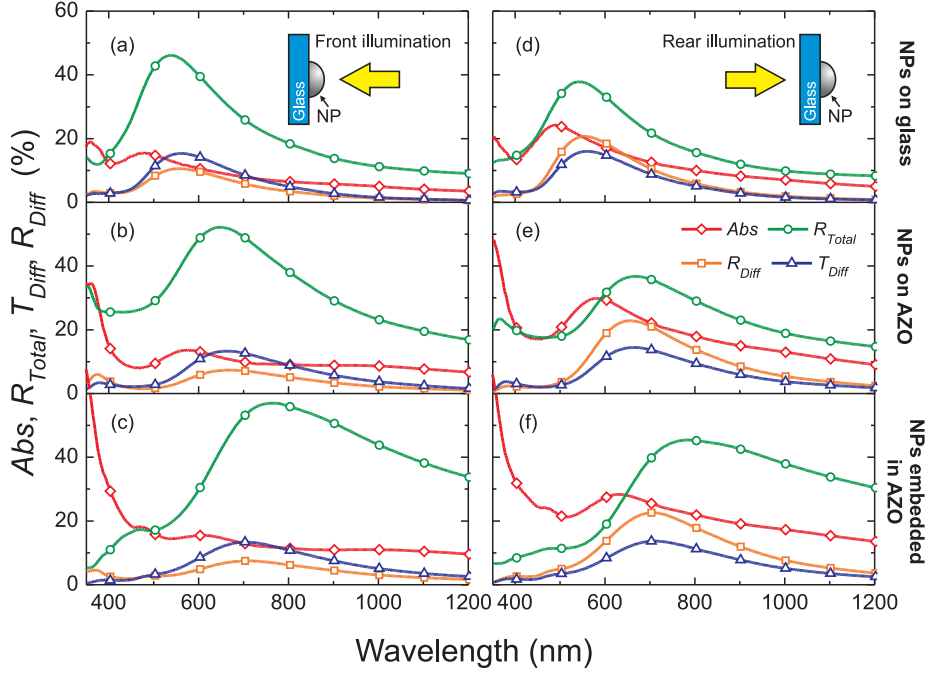 60
40
20
0
40
20
0
40
20
0
Abs, R_Total, T_Diff, R_Diff (%)
(a)
Front illumination
Glass
NP
(b)
(c)
400 600 800 1000 1200
(d)
Rear illumination
Glass
NP
(e)
Abs
R_Total
R_Diff
T_Diff
(f)
400 600 800 1000 1200
NPs on glass
NPs on AZO
NPs embedded
in AZO
Wavelength (nm)